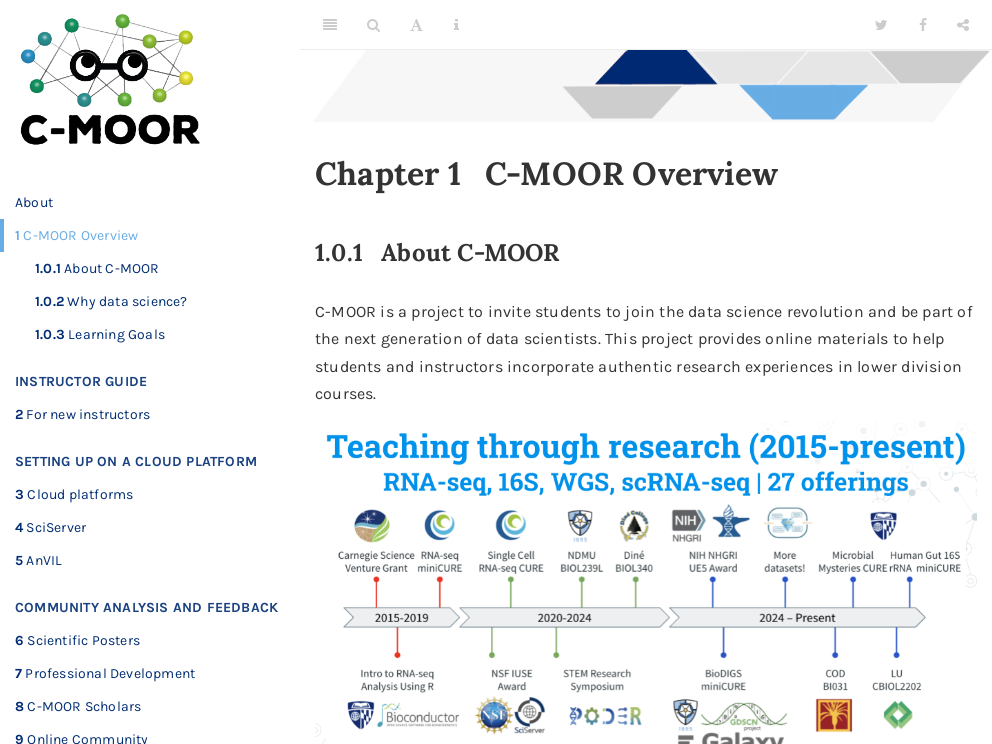 C-MOOR
About
1 C-MOOR Overview
1.0.1 About C-MOOR
1.0.2 Why data science?
1.0.3 Learning Goals
INSTRUCTOR GUIDE
2 For new instructors
SETTING UP ON A CLOUD PLATFORM
3 Cloud platforms
4 SciServer
5 AnVIL
COMMUNITY ANALYSIS AND FEEDBACK
6 Scientific Posters
7 Professional Development
8 C-MOOR Scholars
9 Online Community
Chapter 1 C-MOOR Overview
1.0.1 About C-MOOR
C-MOOR is a project to invite students to join the data science revolution and be part of
the next generation of data scientists. This project provides online materials to help
students and instructors incorporate authentic research experiences in lower division
courses.
Teaching through research (2015-present)
RNA-seq, 16S, WGS, scRNA-seq | 27 offerings
NIH
NHGRI
Carnegie Science
Venture Grant
RNA-seq
miniCURE
Single Cell
RNA-seq CURE
NDMU
BIOL239L
Diné
BIOL340
NIH NHGRI
UE5 Award
More
datasets!
Microbial
Mysteries CURE
Human Gut 16S
rRNA miniCURE
2015-2019
2020-2024
2024 – Present
Intro to RNA-seq
Analysis Using R
NSF IUSE
Award
STEM Research
Symposium
BioDIGS
miniCURE
COD
BI031
LU
CBIOL2202
Bioconductor
NSF
SciServer
PODER
GDSCN
PROJECT
Galaxy